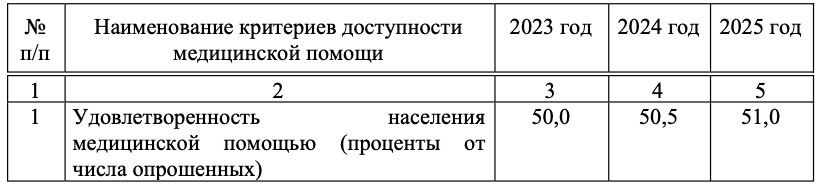 № Наименование критериев доступности 2023 год 2024 год 2025 год
п/п медицинской помощи
1 2 3 4 5
1 Удовлетворенность населения 50,0 50,5 51,0
медицинской помощью (проценты от
числа опрошенных)